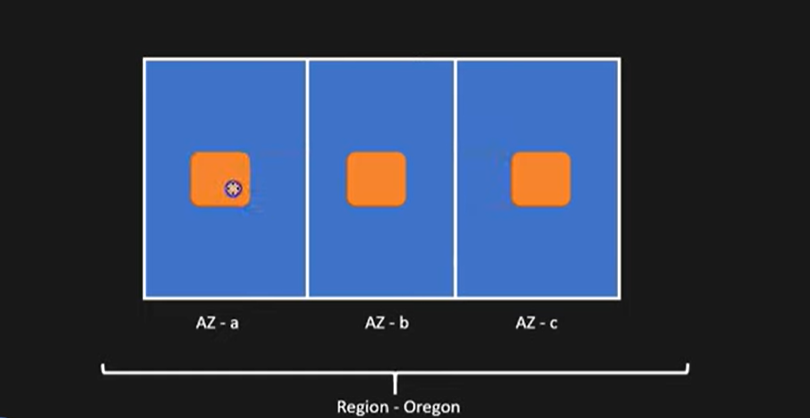 AZ - a
AZ - b
AZ - c
Region - Oregon